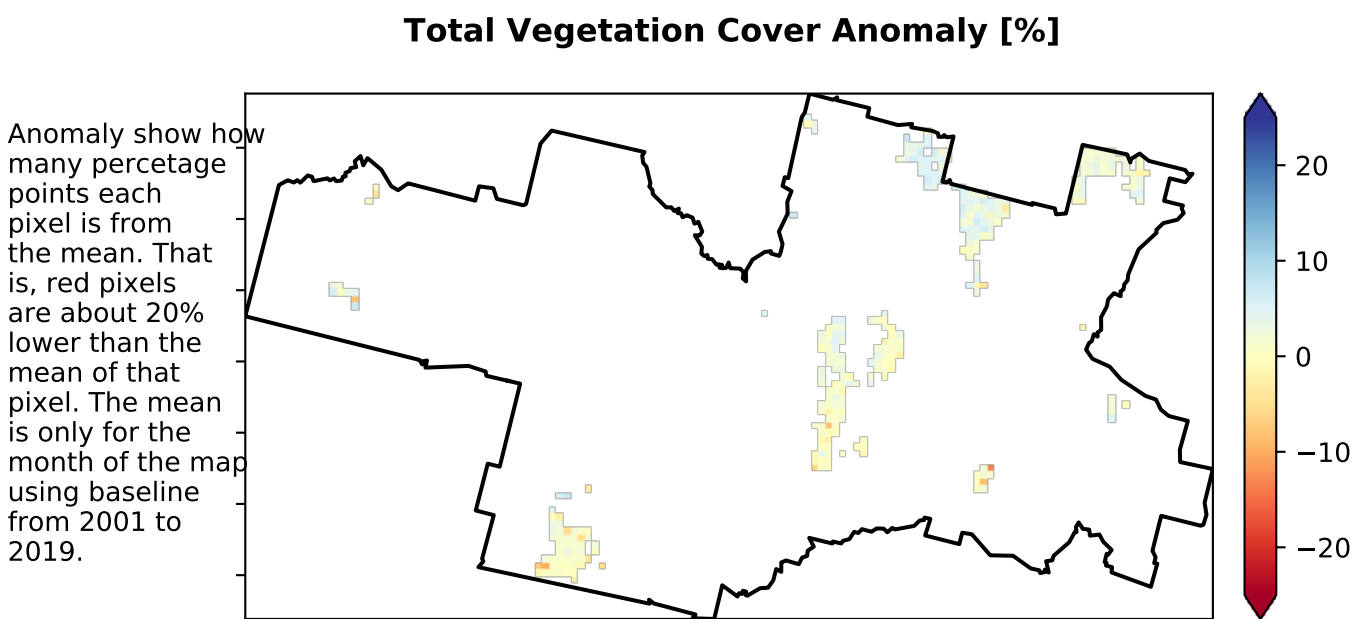 Total Vegetation Cover Anomaly [%]
Anomaly show how
many percetage
points each
pixel is from
the mean. That
is, red pixels
are about 20%
lower than the
mean of that
pixel. The mean
is only for the
month of the map
using baseline
from 2001 to
2019.
20
10
0
−10
−20